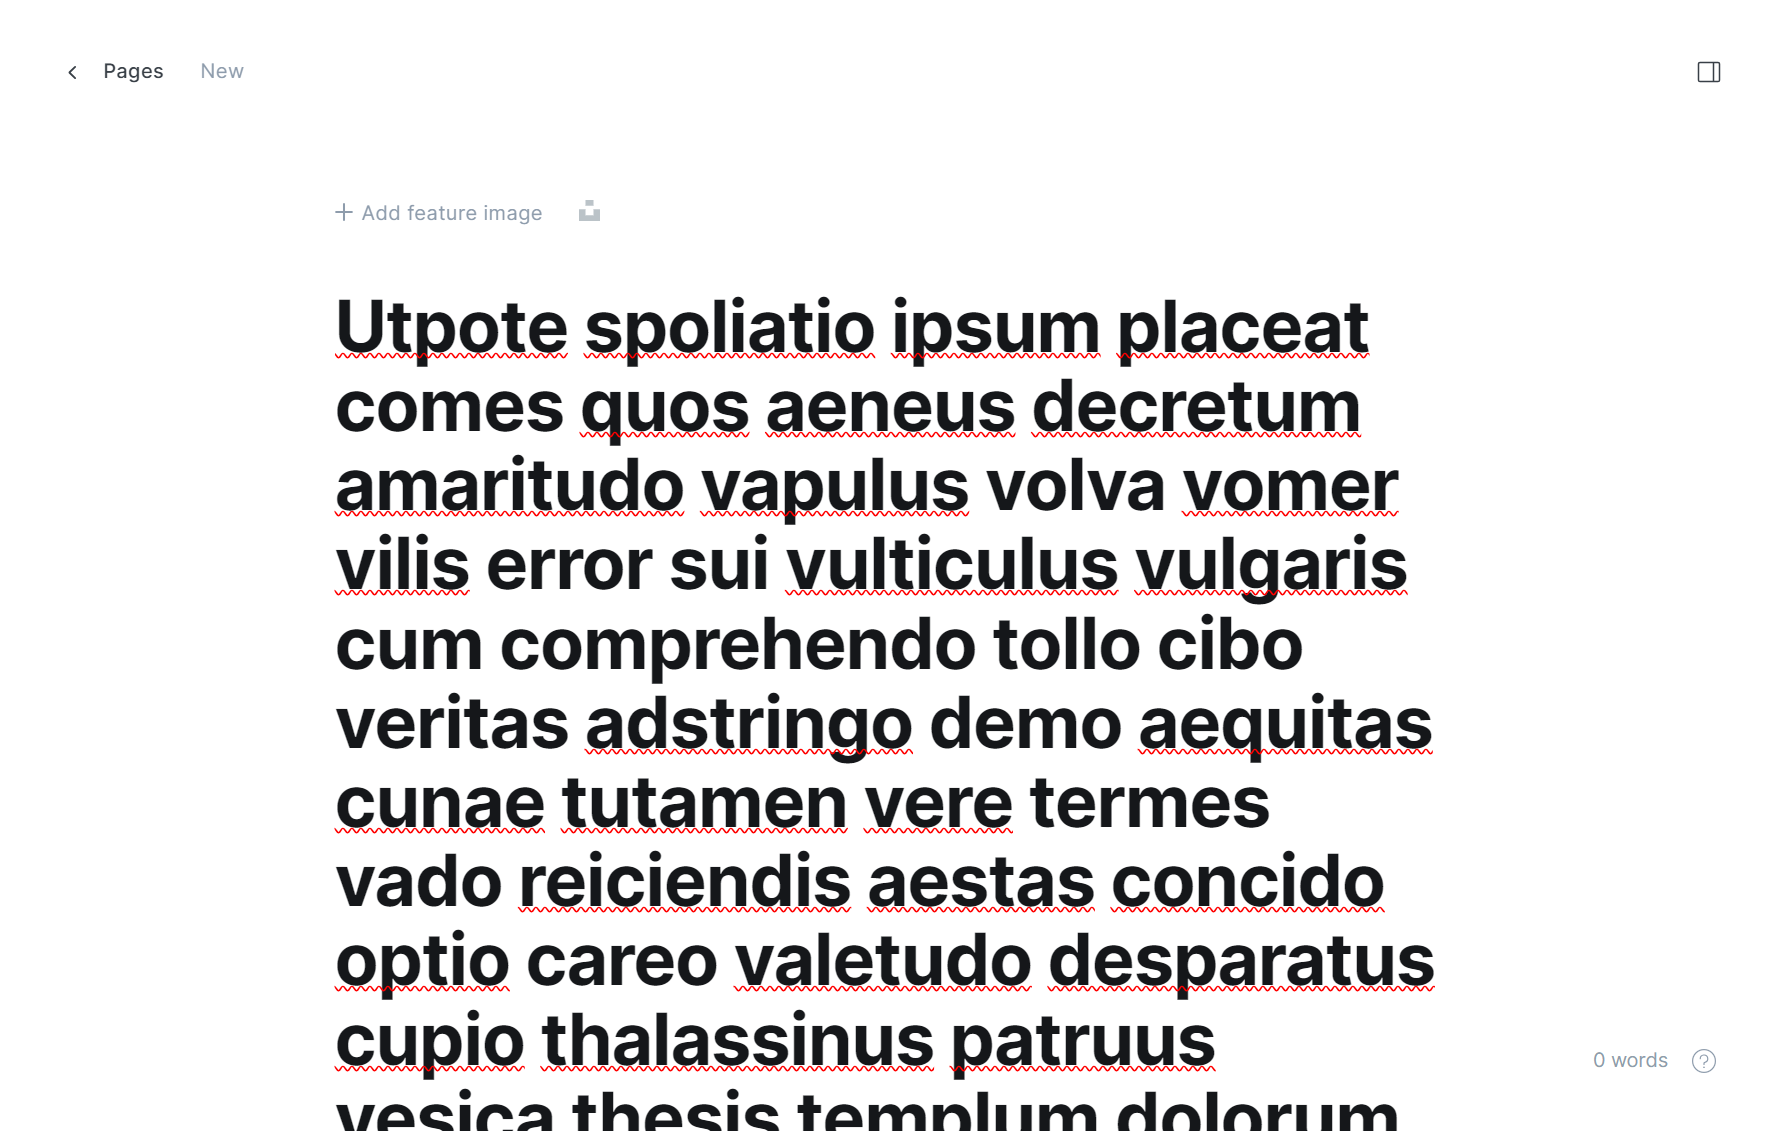 Pages New
Add feature image
Utpote spoliatio ipsum placeat
comes quos aeneus decretum
amaritudo vapulus volva vomer
vilis error sui vulticulus vulgaris
cum comprehendo tollo cibo
veritas adstringo demo aequitas
cunae tutamen vere termes
vado reiciendis aestas concido
optio careo valetudo desparatus
cupio thalassinus patruus
vesica thesis templum dolorum
0 words